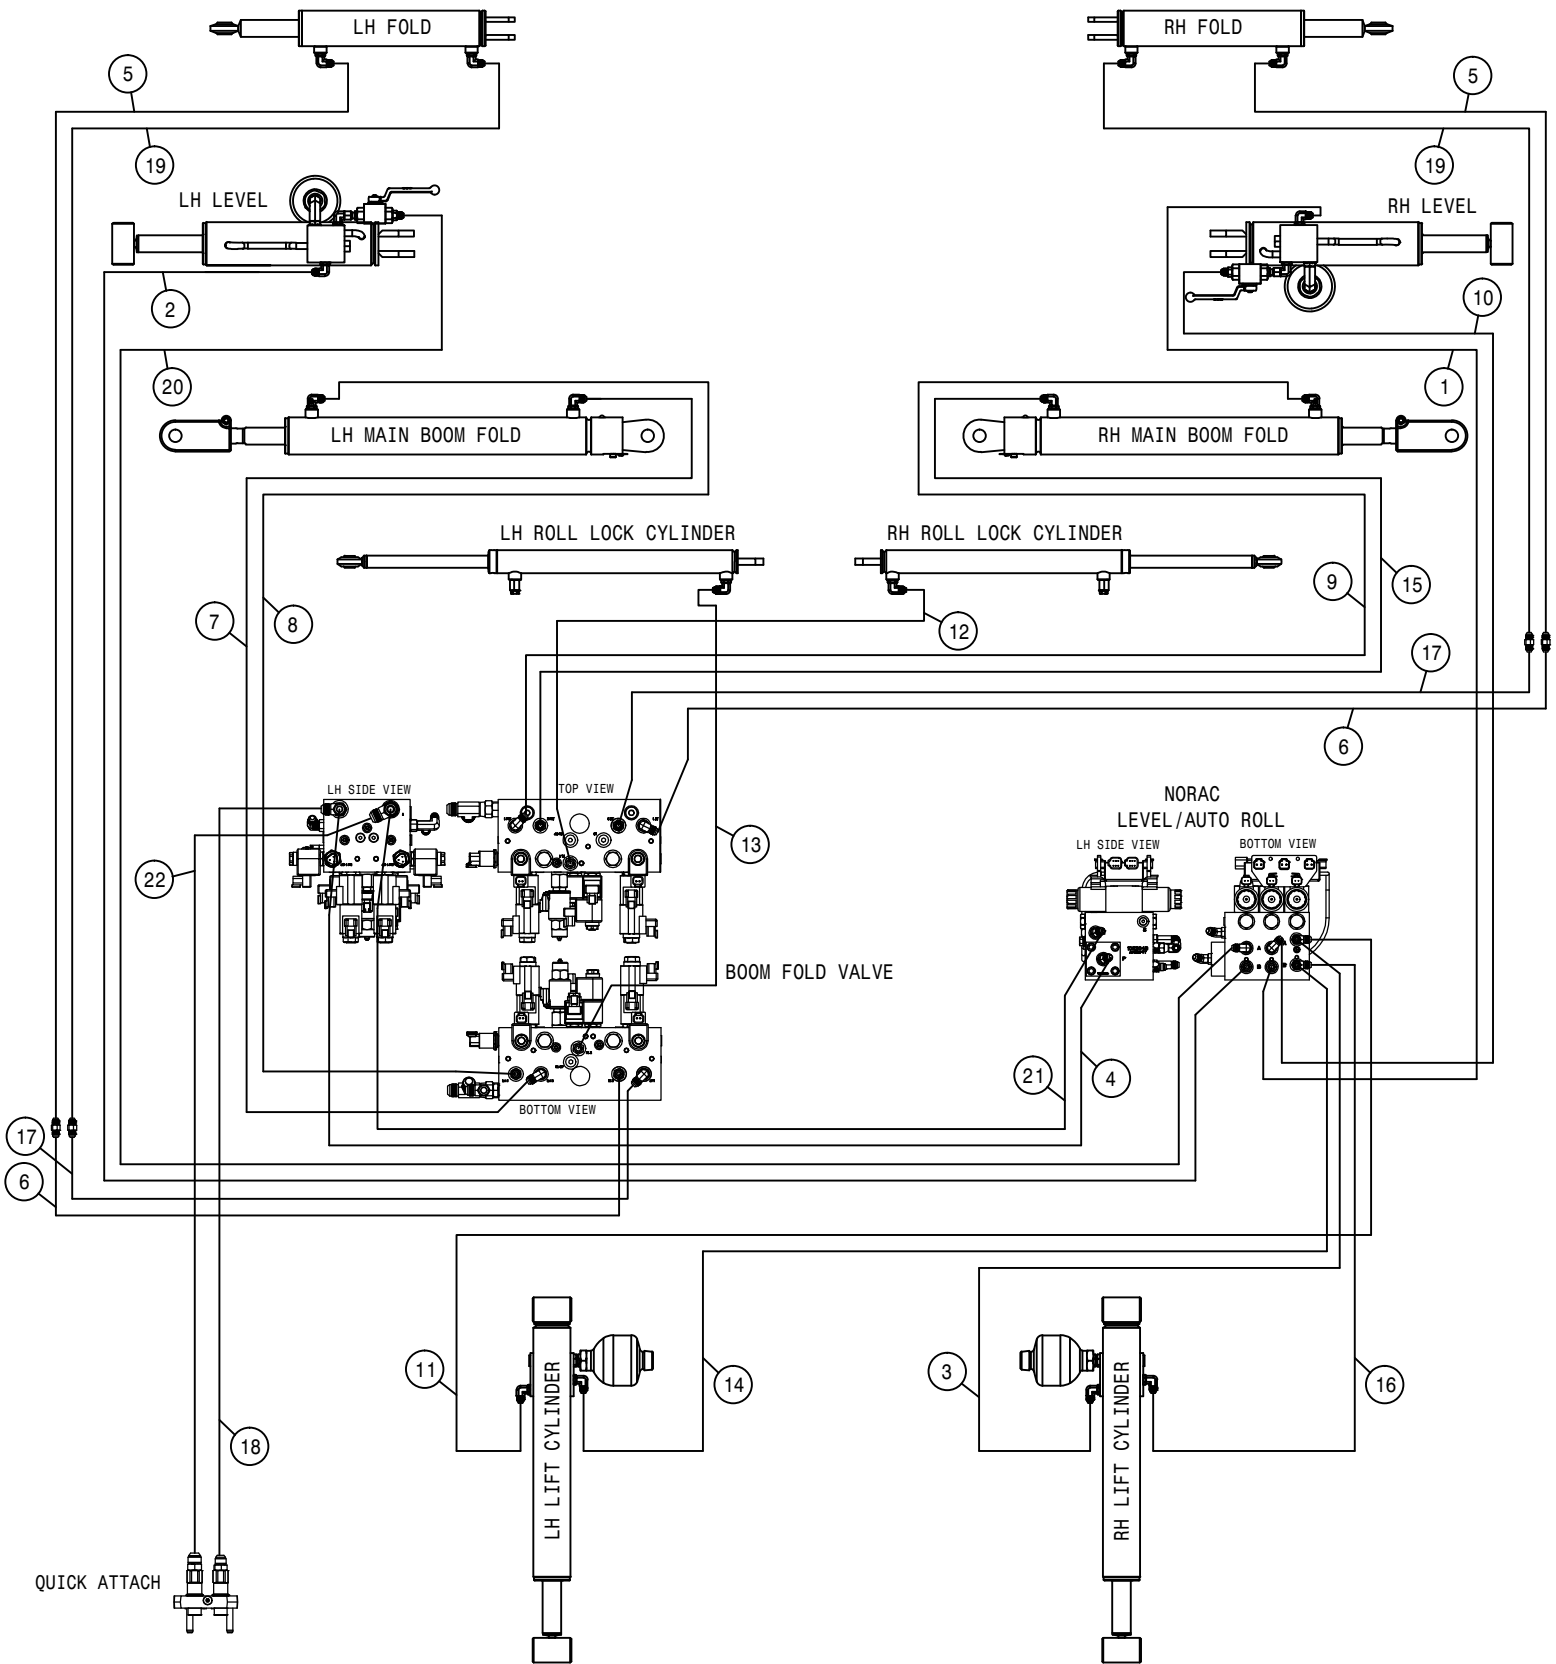 LH FOLD
RH FOLD
5
5
19
19
LH LEVEL
RH LEVEL
2
10
20
1
LH MAIN BOOM FOLD
RH MAIN BOOM FOLD
LH ROLL LOCK CYLINDER
RH ROLL LOCK CYLINDER
7
8
12
9
15
17
6
LH SIDE VIEW
TOP VIEW
NORAC
LEVEL/AUTO ROLL
LH SIDE VIEW
BOTTOM VIEW
13
22
BOOM FOLD VALVE
21
4
BOTTOM VIEW
17
6
11
14
3
16
LH LIFT CYLINDER
RH LIFT CYLINDER
18
QUICK ATTACH